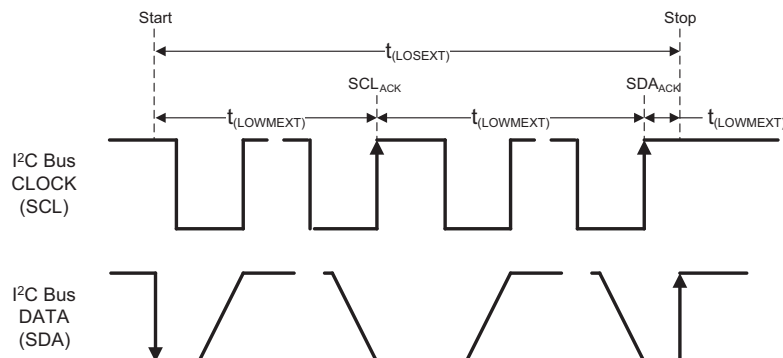 Start
Stop
t(LOSEXT)
SCLACK
SDAACK
t(LOWMEXT)
t(LOWMEXT)
t(LOWMEXT)
I²C Bus
CLOCK
(SCL)
I²C Bus
DATA
(SDA)